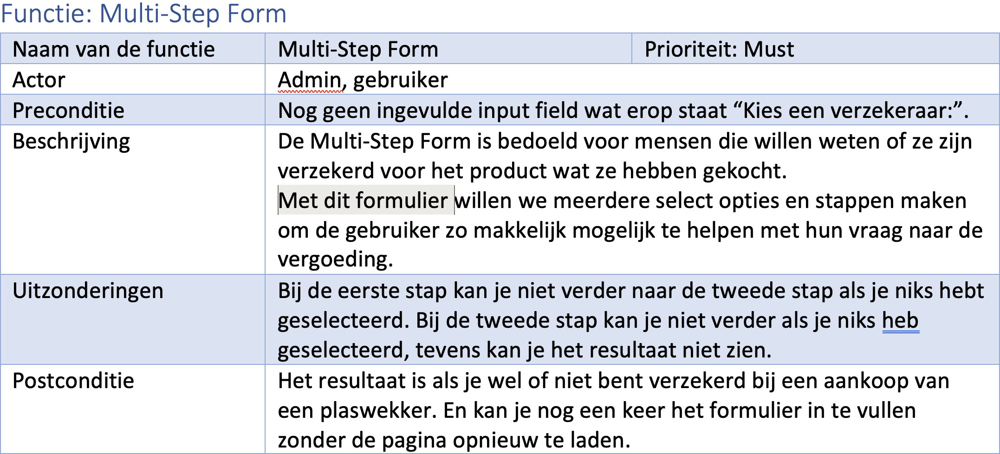 Functie: Multi-Step Form
Naam van de functie Multi-Step Form Prioriteit: Must
Actor Admin, gebruiker
Preconditie Nog geen ingevulde input field wat erop staat “Kies een verzekeraar:”.
Beschrijving De Multi-Step Form is bedoeld voor mensen die willen weten of ze zijn
verzekerd voor het product wat ze hebben gekocht.
Met dit formulier willen we meerdere select opties en stappen maken
om de gebruiker zo makkelijk mogelijk te helpen met hun vraag naar de
vergoeding.
Uitzonderingen Bij de eerste stap kan je niet verder naar de tweede stap als je niks hebt
geselecteerd. Bij de tweede stap kan je niet verder als je niks heb
geselecteerd, tevens kan je het resultaat niet zien.
Postconditie Het resultaat is als je wel of niet bent verzekerd bij een aankoop van
een plaswekker. En kan je nog een keer het formulier in te vullen
zonder de pagina opnieuw te laden.